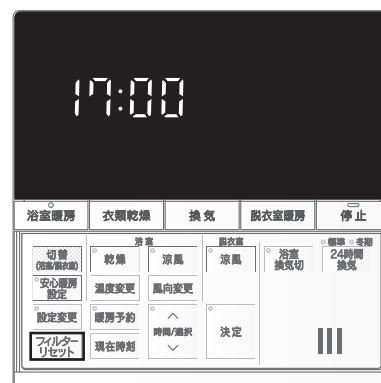 17:00
浴室暖房 衣類乾燥 換気 脱衣室暖房 停止
浴室 脱衣室 標準 冬期
切替
(浴室/脱衣室)
乾燥
涼風
涼風
浴室
換気切
24時間
換気
安心暖房
設定
温度変更
風向変更
設定変更
暖房予約
時間/選択
決定
フィルター
リセット
現在時刻